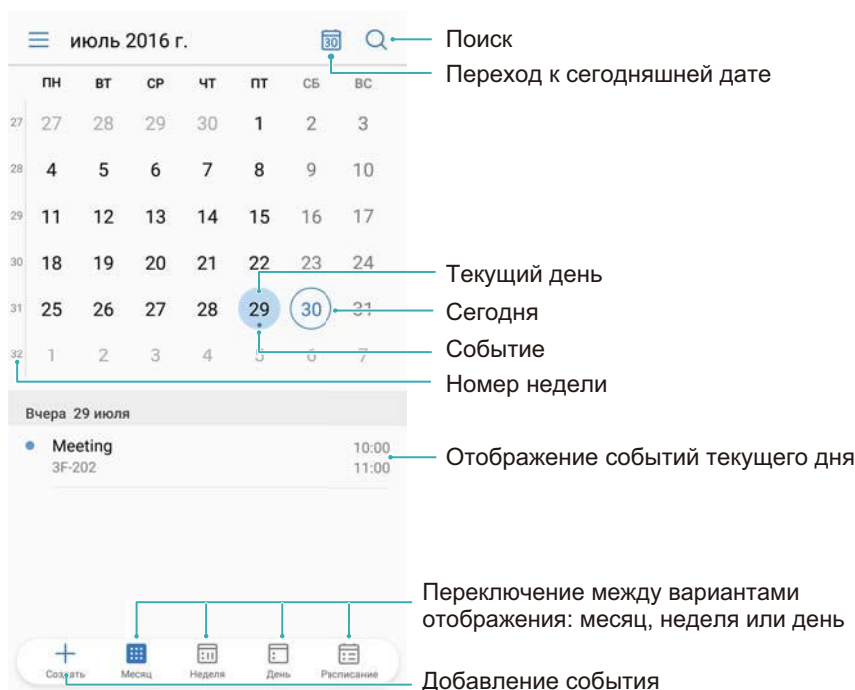 июль 2016 г.
30
Поиск
Переход к сегодняшней дате
ПН ВТ СР ЧТ ПТ СБ ВС
27 27 28 29 30 1 2 3
28 4 5 6 7 8 9 10
29 11 12 13 14 15 16 17
30 18 19 20 21 22 23 24
Текущий день
31 25 26 27 28 29 30 31
Сегодня
Событие
32 1 2 3 4 5 6 7
Номер недели
Вчера 29 июля
Meeting 10:00
3F-202 11:00
Отображение событий текущего дня
Переключение между вариантами
отображения: месяц, неделя или день
Создать Месяц Неделя День Расписание
Добавление события